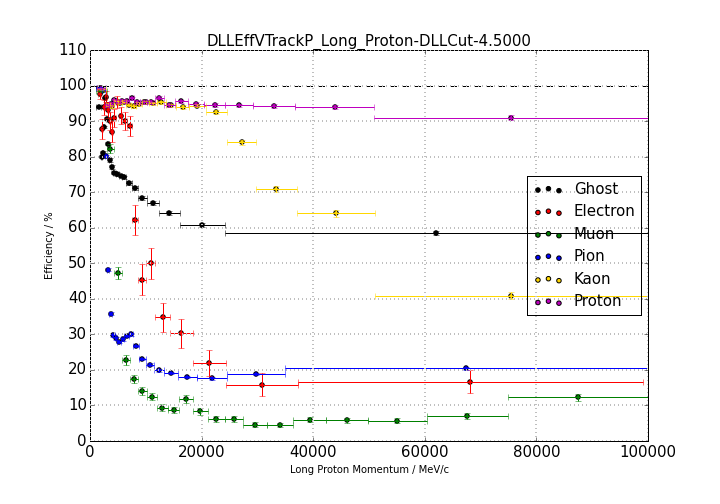 DLLEffVTrackP_Long_Proton-DLLCut-4.5000
110
100
90
80
70
60
50
40
30
20
10
0
Efficiency / %
Ghost
Electron
Muon
Pion
Kaon
Proton
0 20000 40000 60000 80000 100000
Long Proton Momentum / MeV/c